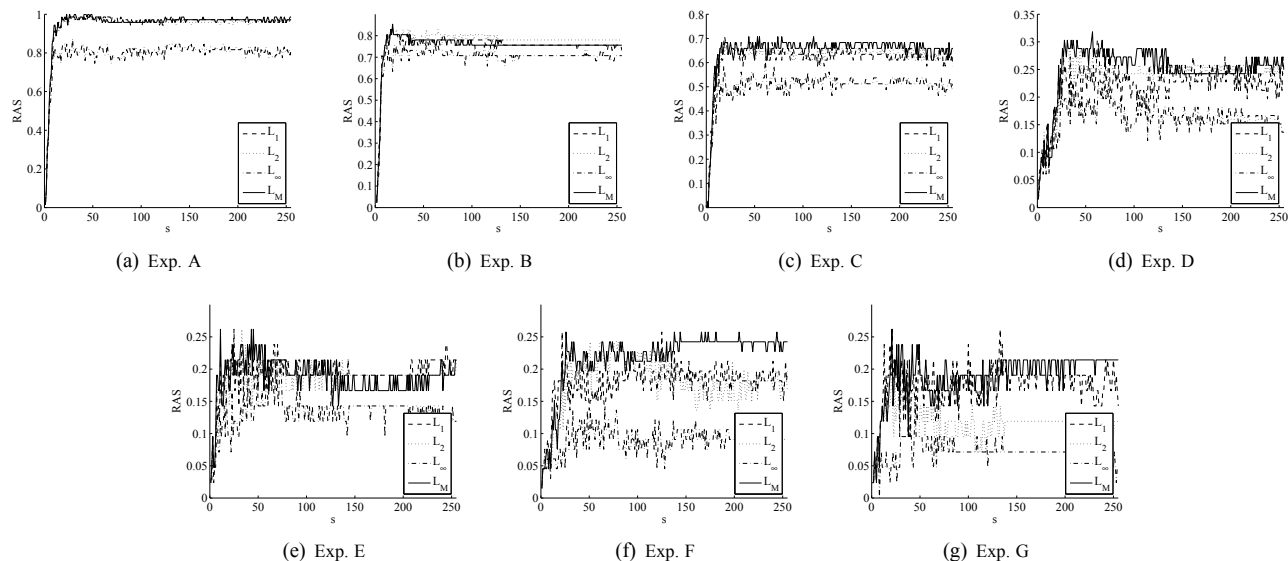 1
0.8
0.6
0.4
0.2
0
RAS
0 50 100 150 200 250
s
L₁
L₂
L∞
L_M
(a) Exp. A
0.8
0.7
0.6
0.5
0.4
0.3
0.2
0.1
0
RAS
0 50 100 150 200 250
s
L₁
L₂
L∞
L_M
(b) Exp. B
0.8
0.7
0.6
0.5
0.4
0.3
0.2
0.1
0
RAS
0 50 100 150 200 250
s
L₁
L₂
L∞
L_M
(c) Exp. C
0.35
0.3
0.25
0.2
0.15
0.1
0.05
0
RAS
0 50 100 150 200 250
s
L₁
L₂
L∞
L_M
(d) Exp. D
0.25
0.2
0.15
0.1
0.05
0
RAS
0 50 100 150 200 250
s
L₁
L₂
L∞
L_M
(e) Exp. E
0.25
0.2
0.15
0.1
0.05
0
RAS
0 50 100 150 200 250
s
L₁
L₂
L∞
L_M
(f) Exp. F
0.25
0.2
0.15
0.1
0.05
0
RAS
0 50 100 150 200 250
s
L₁
L₂
L∞
L_M
(g) Exp. G